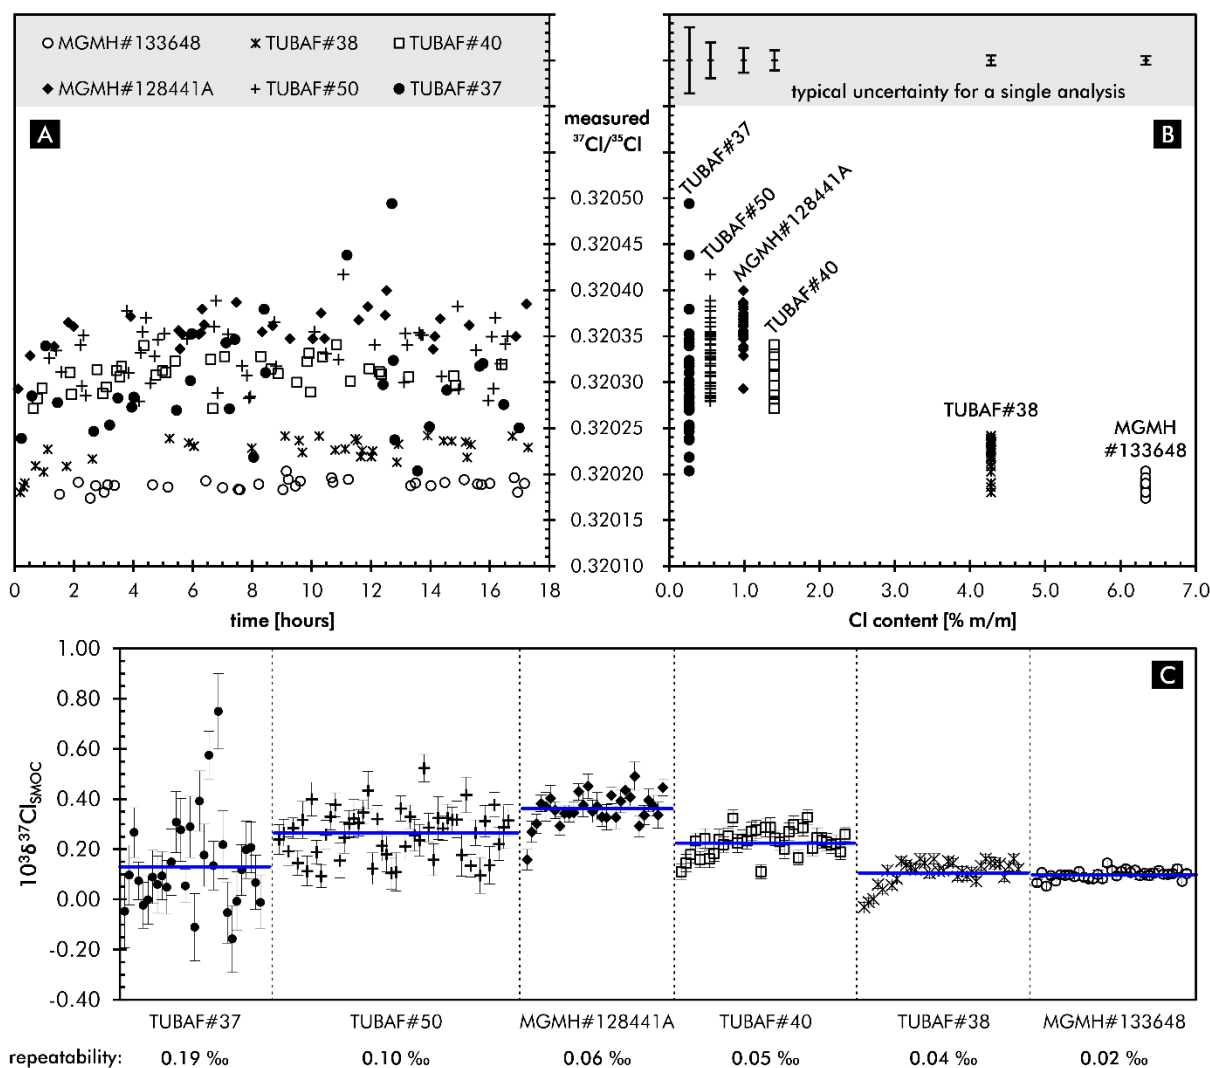 MGMH#133648 TUBAF#38 TUBAF#40
MGMH#128441A TUBAF#50 TUBAF#37
typical uncertainty for a single analysis
A
measured
³⁷Cl/³⁵Cl
B
0.32050
0.32045
0.32040
0.32035
0.32030
0.32025
0.32020
0.32015
0.32010
TUBAF#37
TUBAF#50
MGMH#128441A
TUBAF#40
TUBAF#38
MGMH
#133648
0 2 4 6 8 10 12 14 16 18
time [hours]
0.0 1.0 2.0 3.0 4.0 5.0 6.0 7.0
Cl content [% m/m]
C
10³δ³⁷Cl_SMOC
1.00
0.80
0.60
0.40
0.20
0.00
-0.20
-0.40
TUBAF#37 TUBAF#50 MGMH#128441A TUBAF#40 TUBAF#38 MGMH#133648
repeatability: 0.19 ‰ 0.10 ‰ 0.06 ‰ 0.05 ‰ 0.04 ‰ 0.02 ‰